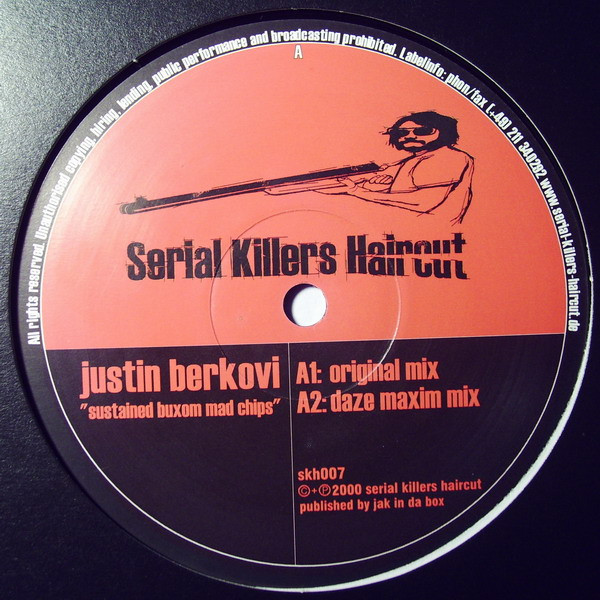 All rights reserved. Unauthorised copying, hiring, lending, public performance and broadcasting prohibited. Labelinfo: phon/fax (+49) 211 340282 www.serial-killers-haircut.de
A
Serial Killers Haircut
justin berkovi
"sustained buxom mad chips"
A1: original mix
A2: daze maxim mix
skh007
©+℗2000 serial killers haircut
published by jak in da box